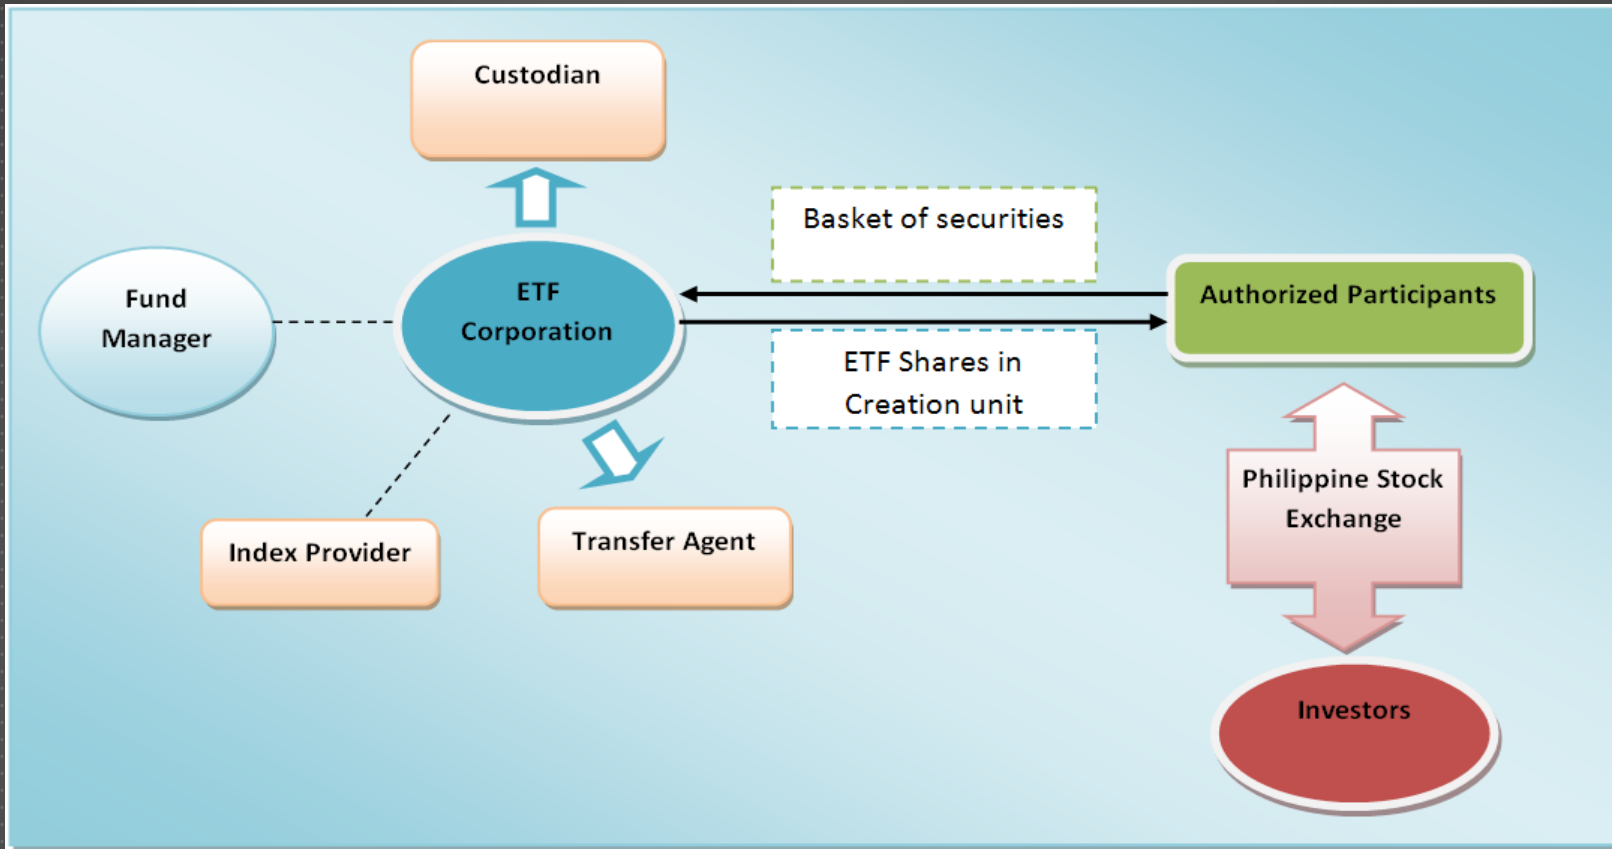 Custodian
Basket of securities
Fund
Manager
ETF
Corporation
Authorized Participants
ETF Shares in
Creation unit
Philippine Stock
Exchange
Index Provider
Transfer Agent
Investors